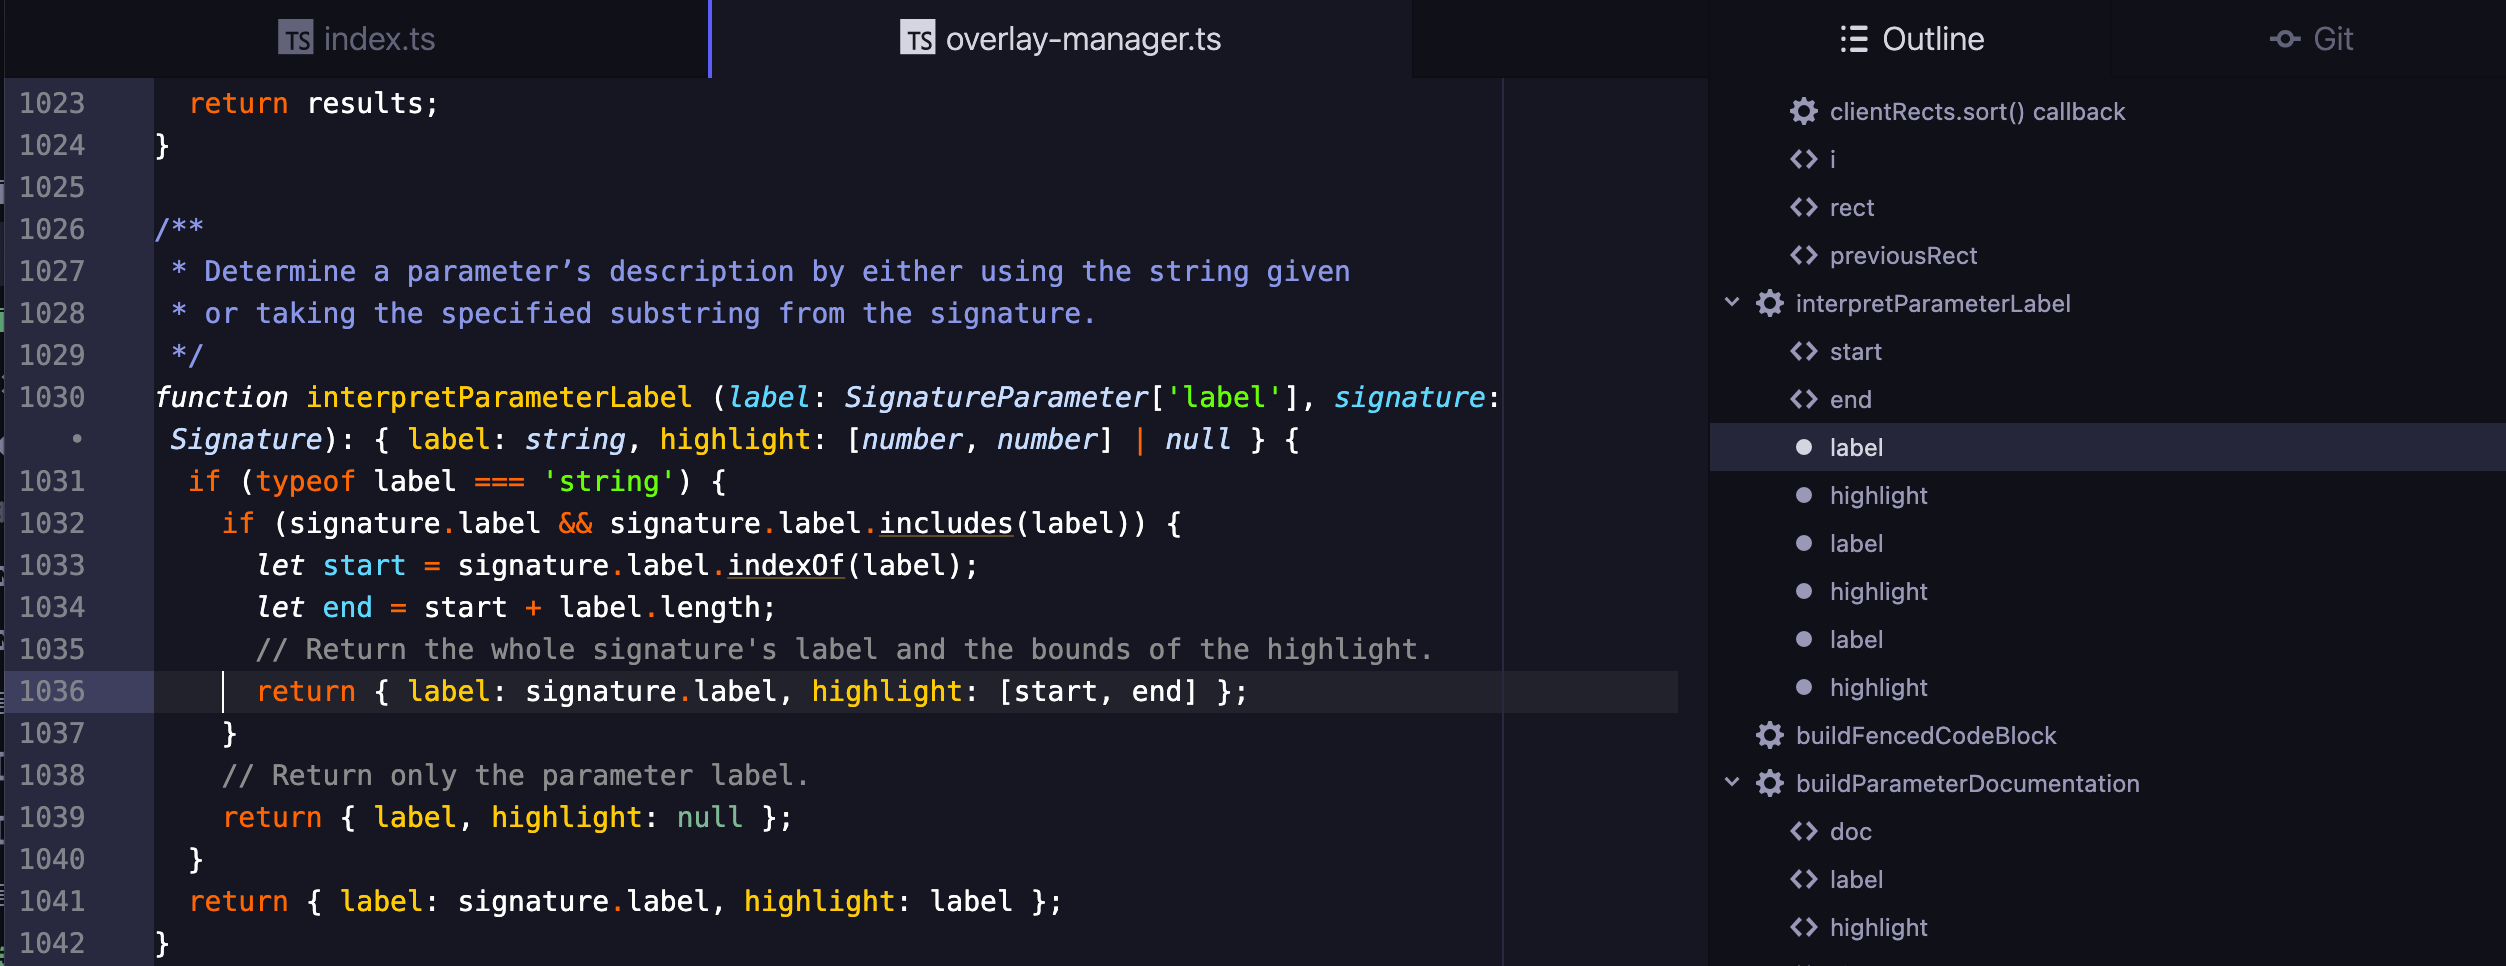 TS index.ts
TS overlay-manager.ts
Outline
Git
1023 return results;
1024 }
1025
1026 /**
1027 * Determine a parameter’s description by either using the string given
1028 * or taking the specified substring from the signature.
1029 */
1030 function interpretParameterLabel (label: SignatureParameter['label'], signature:
• Signature): { label: string, highlight: [number, number] | null } {
1031 if (typeof label === 'string') {
1032 if (signature.label && signature.label.includes(label)) {
1033 let start = signature.label.indexOf(label);
1034 let end = start + label.length;
1035 // Return the whole signature's label and the bounds of the highlight.
1036 return { label: signature.label, highlight: [start, end] };
1037 }
1038 // Return only the parameter label.
1039 return { label, highlight: null };
1040 }
1041 return { label: signature.label, highlight: label };
1042 }
clientRects.sort() callback
i
rect
previousRect
interpretParameterLabel
start
end
label
highlight
label
highlight
label
highlight
buildFencedCodeBlock
buildParameterDocumentation
doc
label
highlight